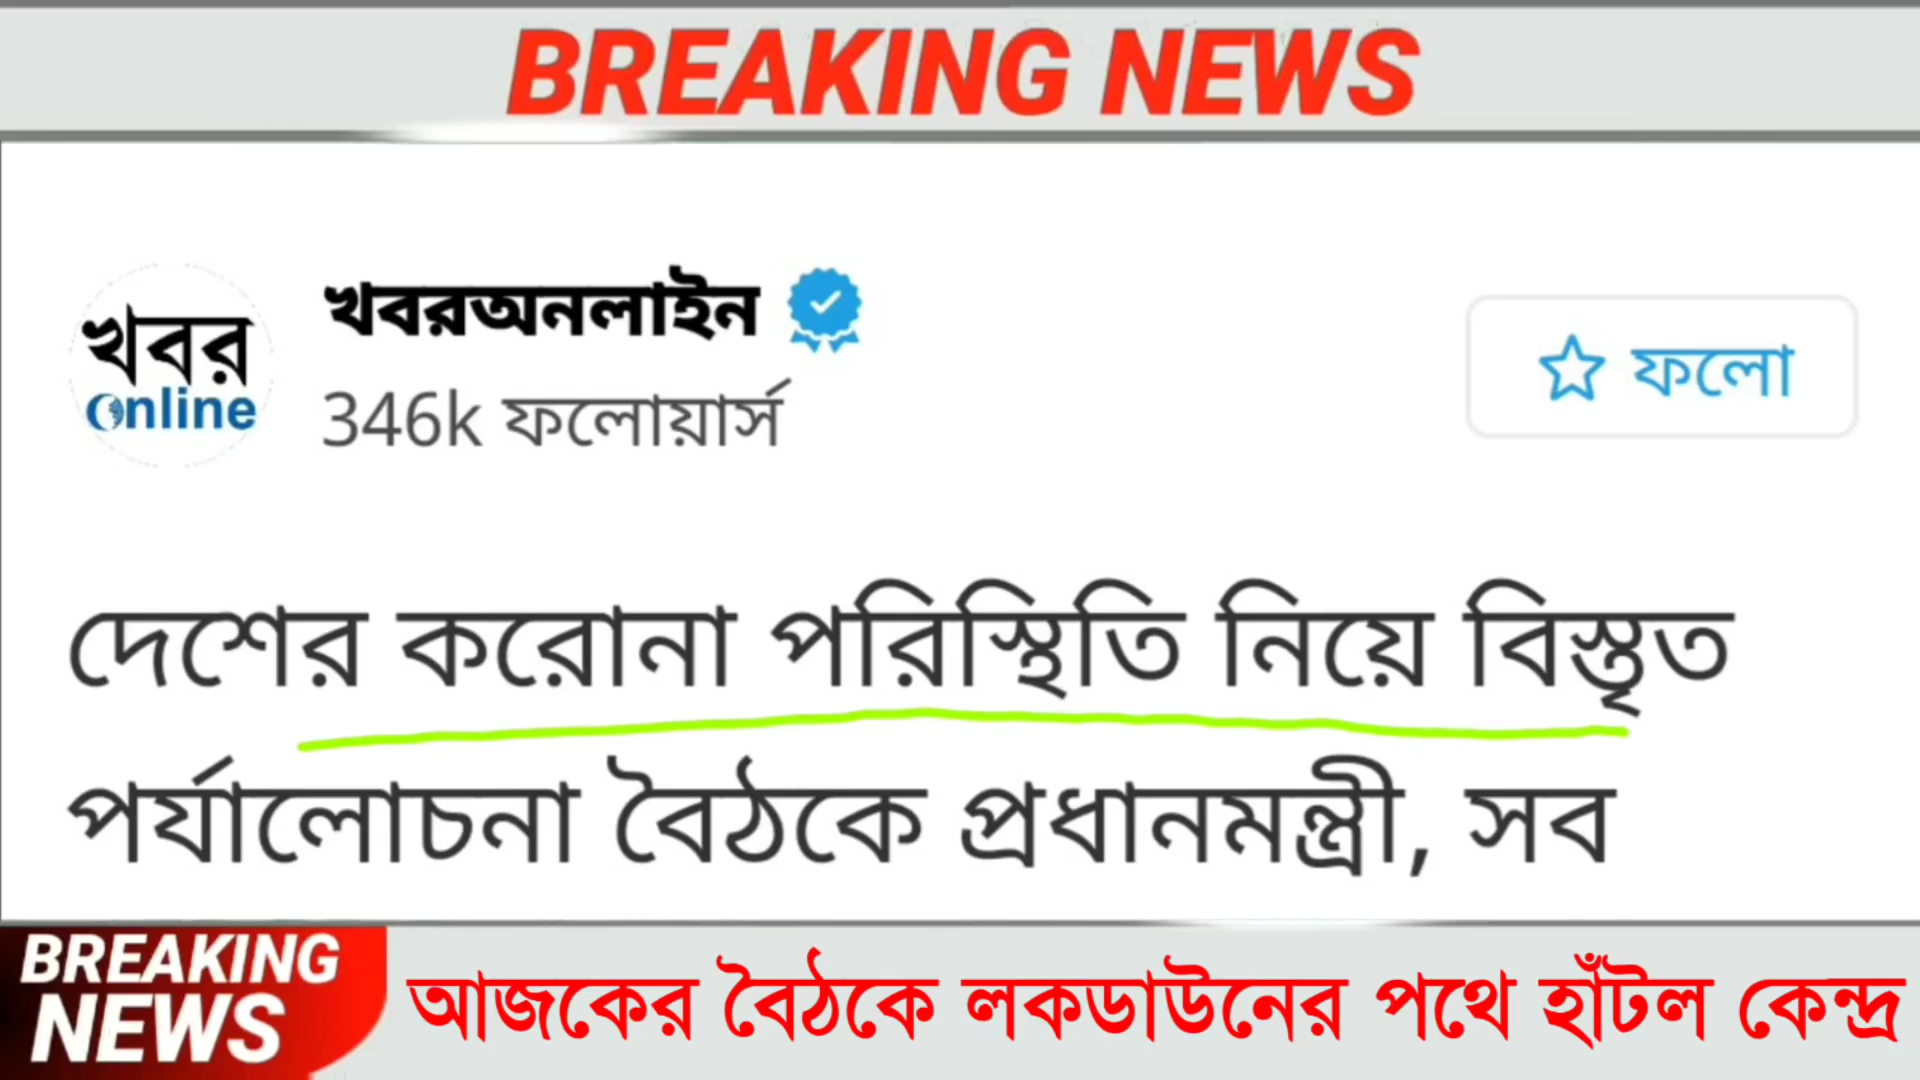 BREAKING NEWS
খবর
Online
খবরঅনলাইন
346k ফলোয়ার্স
ফলো
দেশের করোনা পরিস্থিতি নিয়ে বিস্তৃত
পর্যালোচনা বৈঠকে প্রধানমন্ত্রী, সব
BREAKING
NEWS
আজকের বৈঠকে লকডাউনের পথে হাঁটল কেন্দ্র